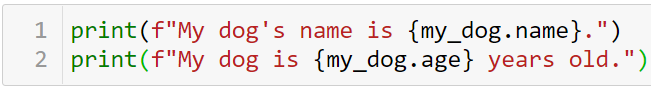 1 print(f"My dog's name is {my_dog.name}.")
2 print(f"My dog is {my_dog.age} years old.")